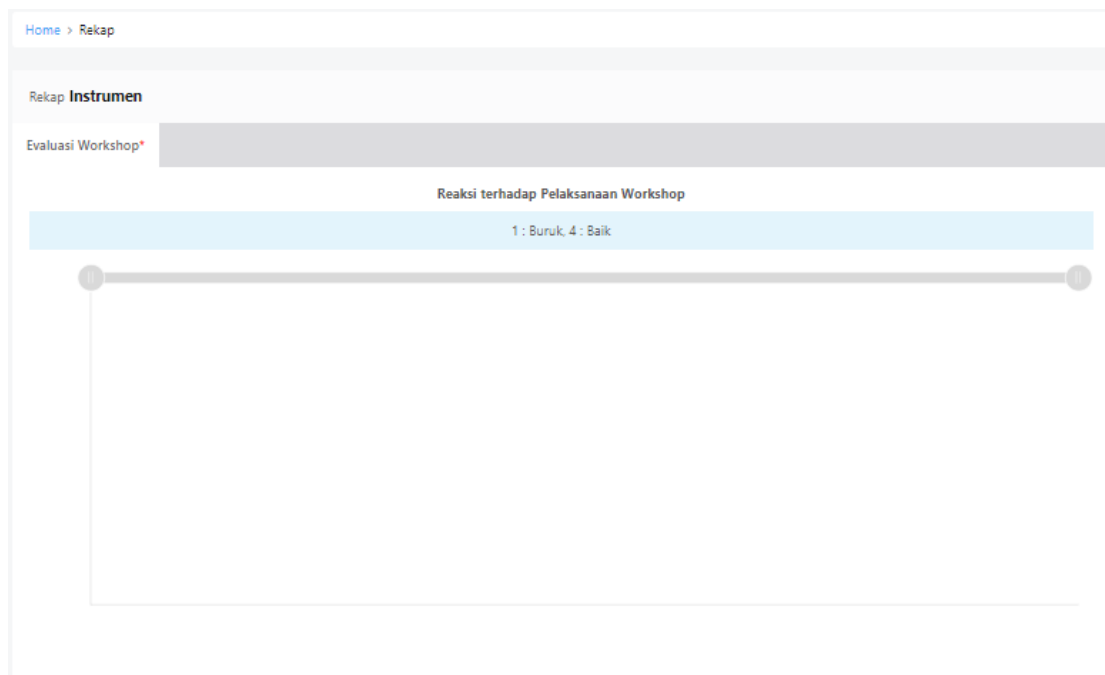 Home > Rekap
Rekap Instrumen
Evaluasi Workshop*
Reaksi terhadap Pelaksanaan Workshop
1 : Buruk, 4 : Baik